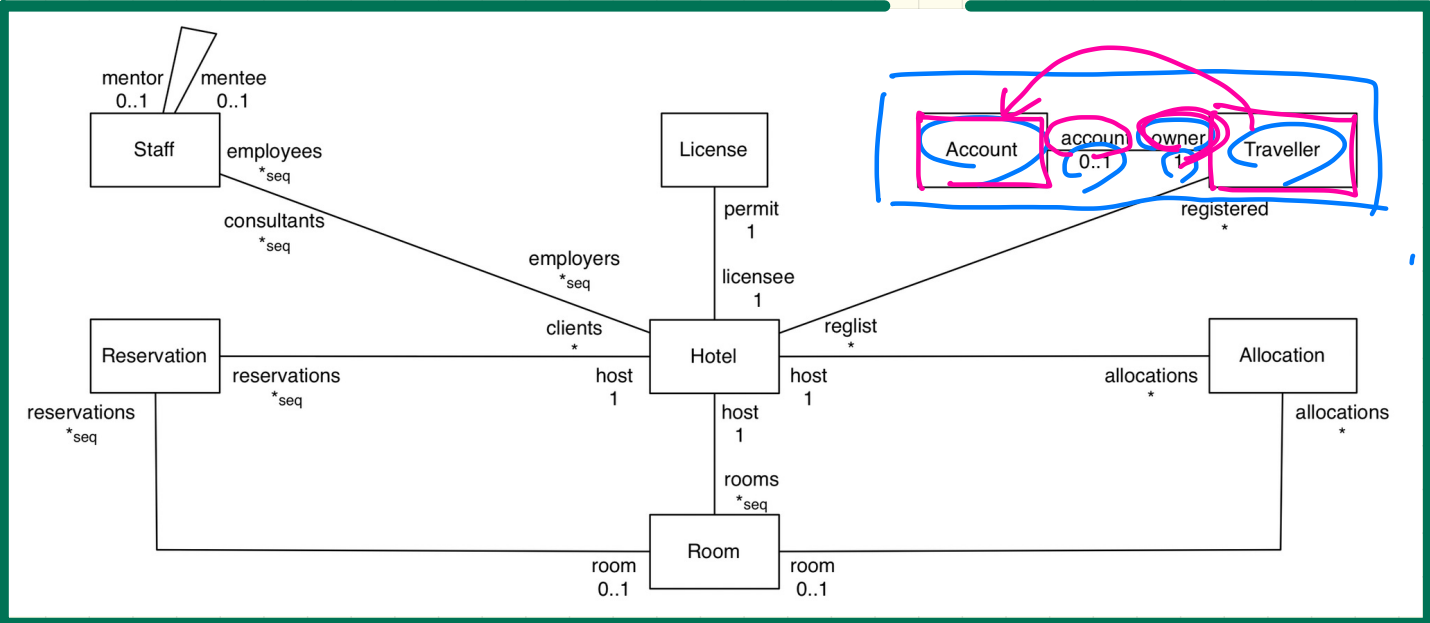 mentor
0..1
mentee
0..1
Staff
employees
*seq
consultants
*seq
employers
*seq
clients
*
License
permit
1
licensee
1
Account
account
0..1
owner
1
Traveller
registered
*
reglist
*
Reservation
reservations
*seq
host
1
Hotel
host
1
allocations
*
Allocation
reservations
*seq
host
1
rooms
*seq
allocations
*
room
0..1
Room
room
0..1